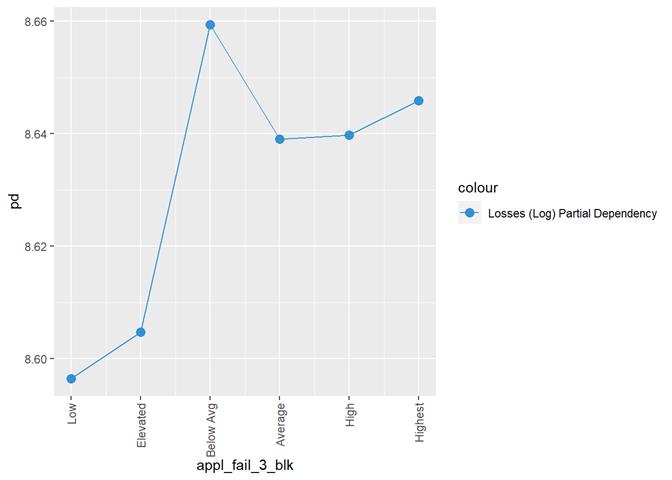 8.66
8.64
8.62
8.60
pd
Low
Elevated
Below Avg
Average
High
Highest
appl_fail_3_blk
colour
Losses (Log) Partial Dependency